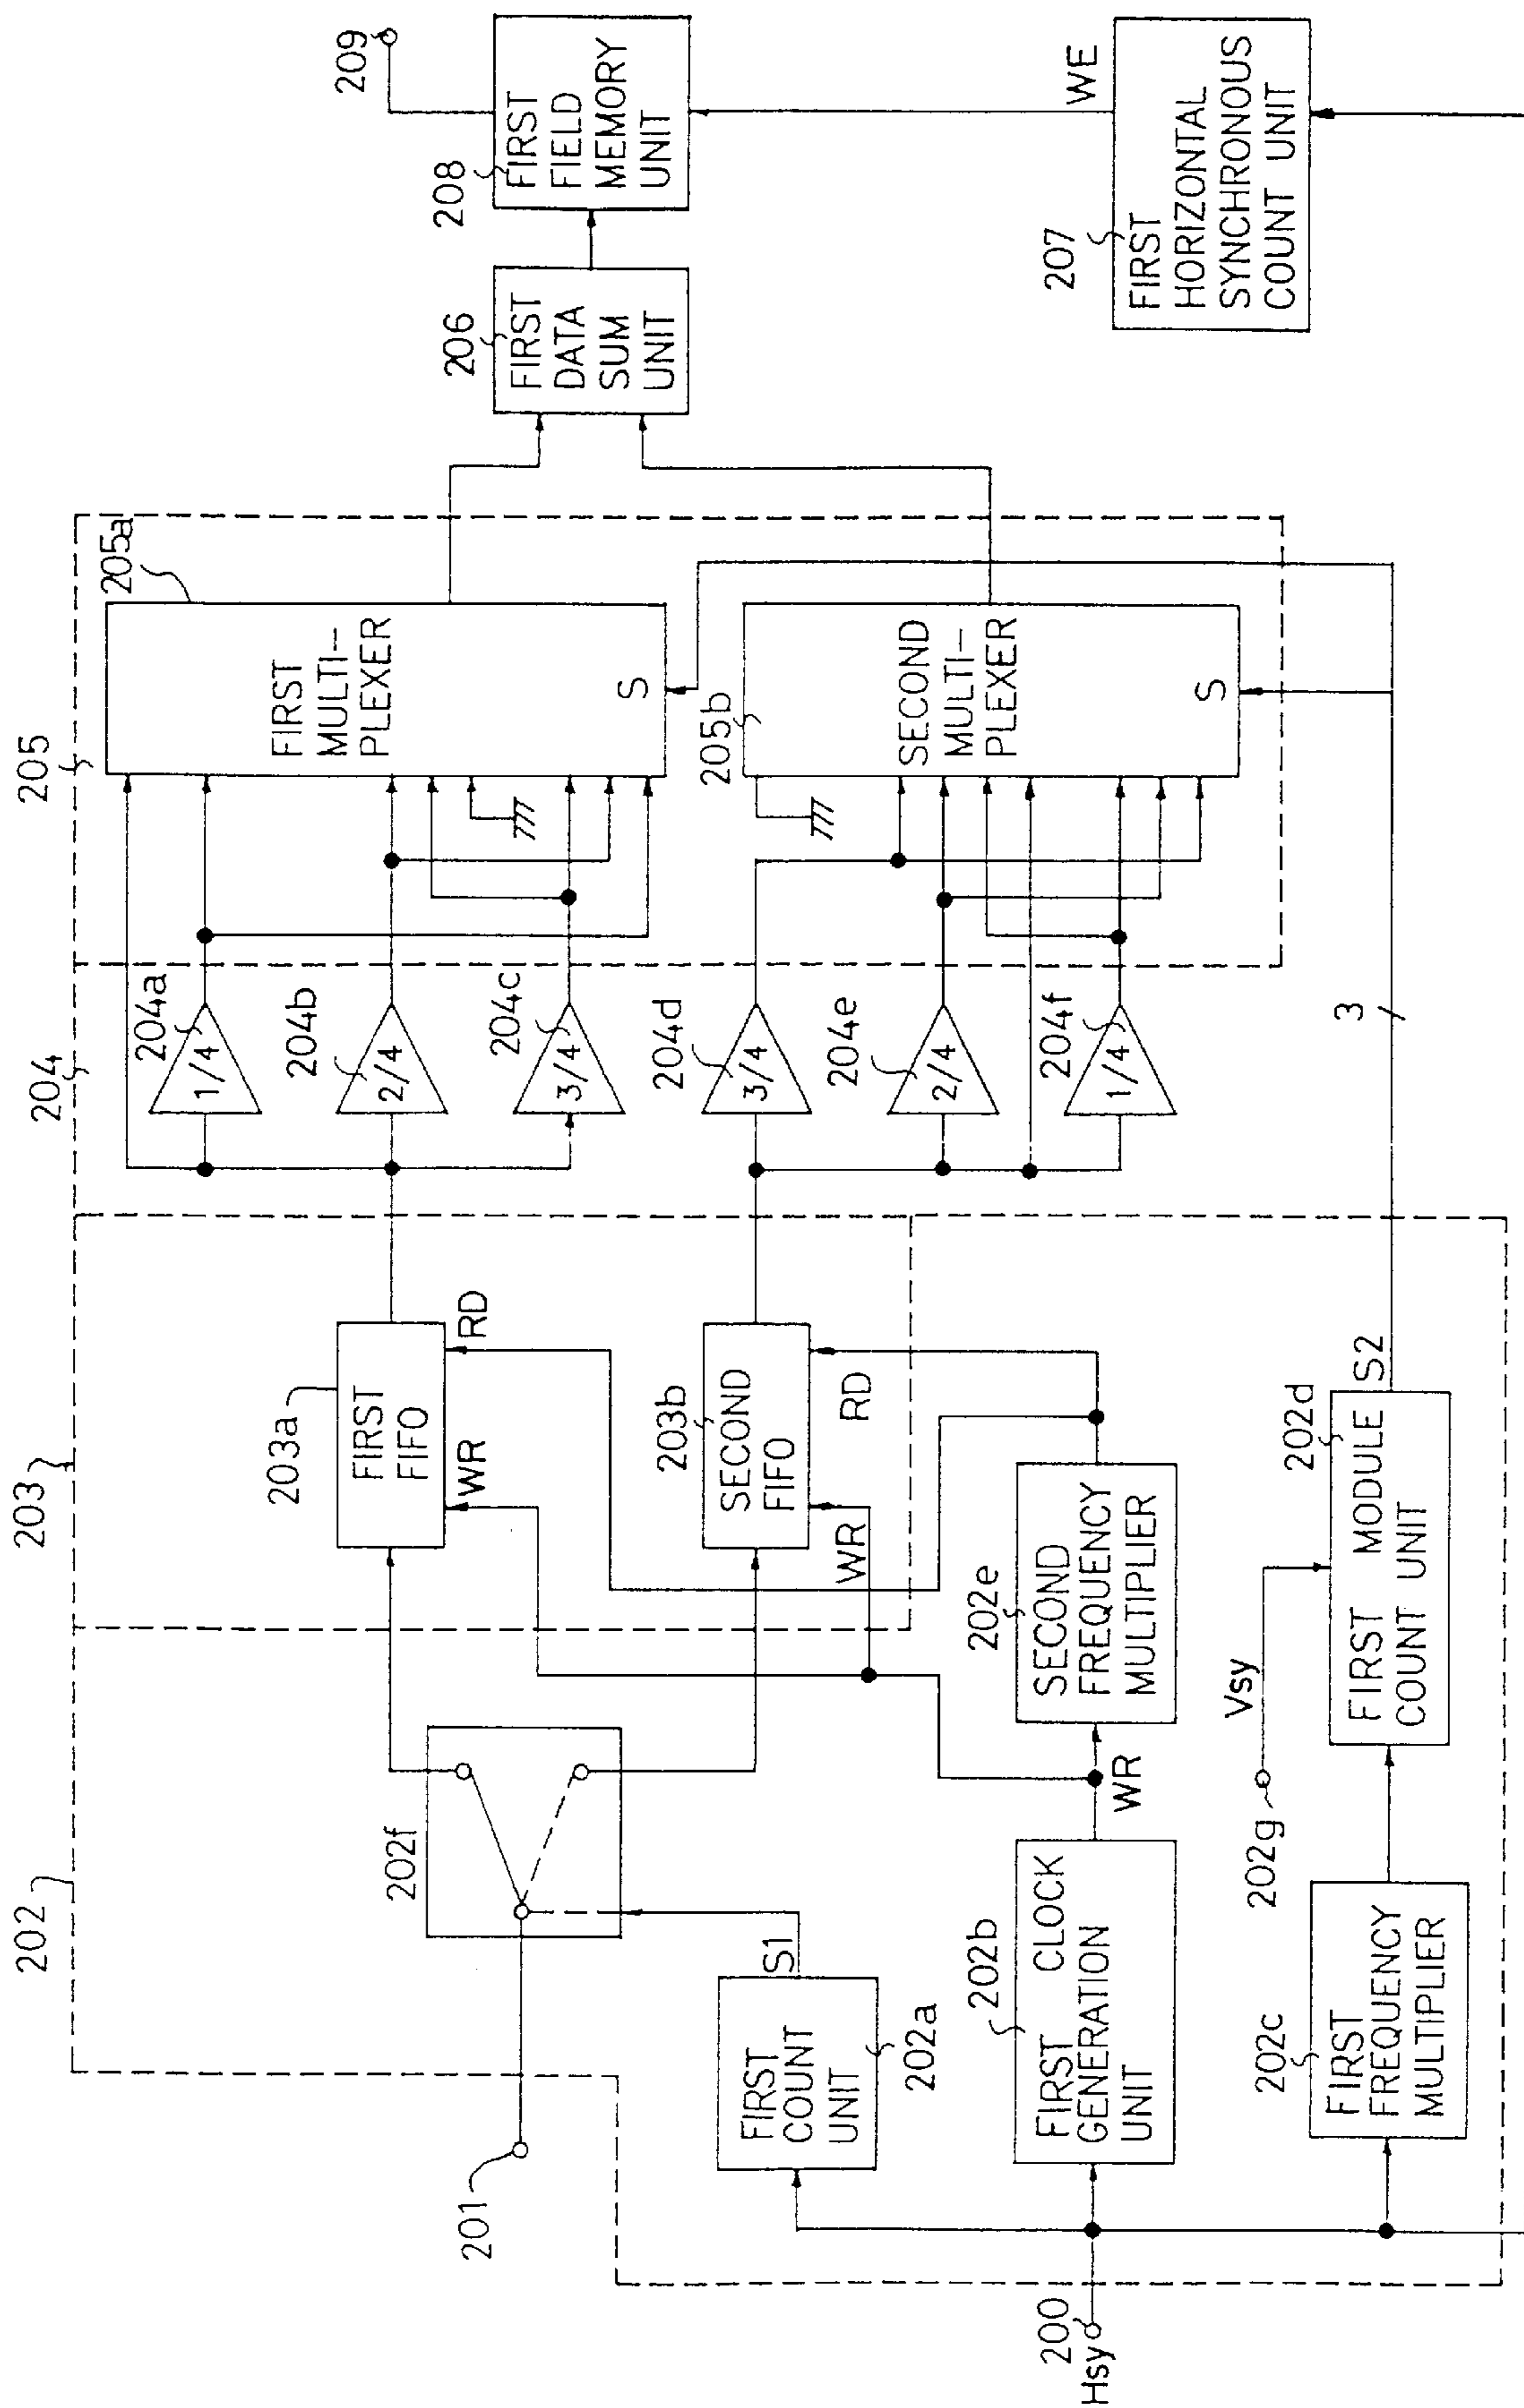 202
203
204
205
201
202f
203a
FIRST
FIFO
WR
RD
204a
1/4
204b
2/4
204c
3/4
205a
FIRST
MULTI-
PLEXER
S
206
FIRST
DATA
SUM
UNIT
208
FIRST
FIELD
MEMORY
UNIT
209
S1
FIRST
COUNT
UNIT
202a
203b
SECOND
FIFO
WR
RD
204d
3/4
204e
2/4
204f
1/4
205b
SECOND
MULTI-
PLEXER
S
WE
200
Hsy
202b
FIRST CLOCK
GENERATION
UNIT
WR
202e
SECOND
FREQUENCY
MULTIPLIER
207
FIRST
HORIZONTAL
SYNCHRONOUS
COUNT UNIT
202c
FIRST
FREQUENCY
MULTIPLIER
202g
Vsy
202d
FIRST MODULE
COUNT UNIT
S2
3